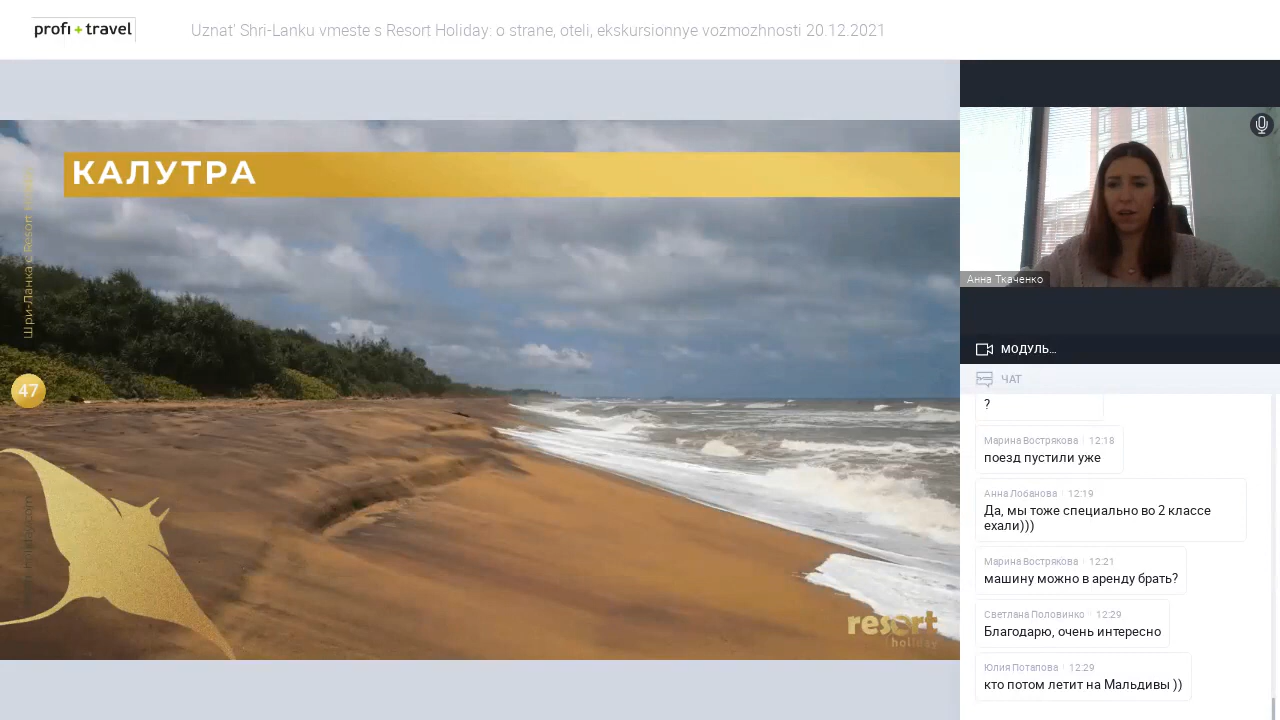 profi + travel
Uznat' Shri-Lanku vmeste s Resort Holiday: o strane, oteli, ekskursionnye vozmozhnosti 20.12.2021
КАЛУТРА
Шри-Ланка с Resort Holiday
47
resort
holiday
Анна Ткаченко
МОДУЛЬ...
ЧАТ
?
Марина Вострякова 12:18
поезд пустили уже
Анна Лобанова 12:19
Да, мы тоже специально во 2 классе
ехали)))
Марина Вострякова 12:21
машину можно в аренду брать?
Светлана Половинко 12:29
Благодарю, очень интересно
Юлия Потапова 12:29
кто потом летит на Мальдивы ))